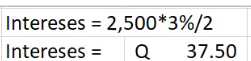 Intereses = 2,500*3%/2
Intereses = Q 37.50